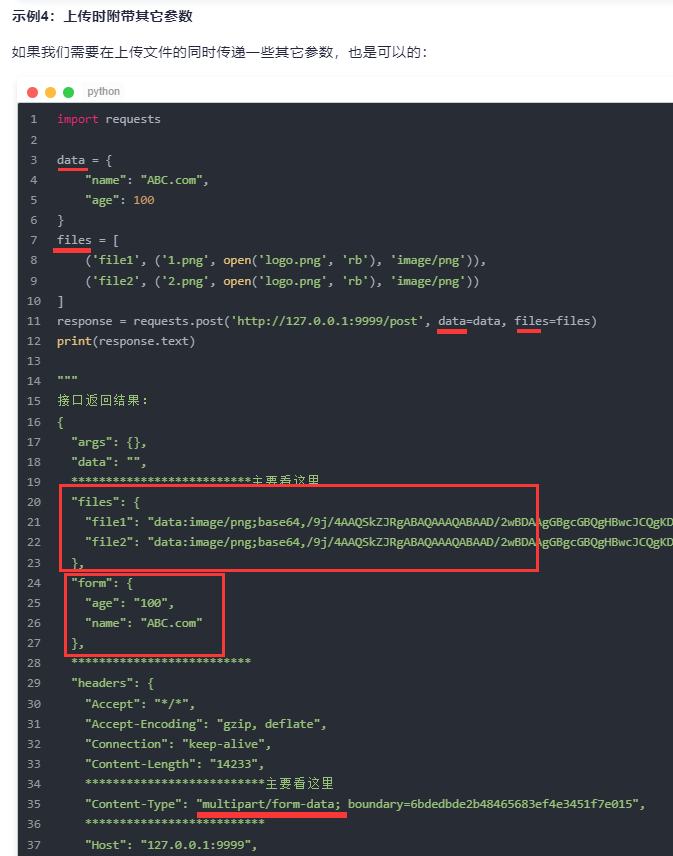 示例4：上传时附带其它参数
如果我们需要在上传文件的同时传递一些其它参数，也是可以的：
python
1 import requests
2
3 data = {
4 "name": "ABC.com",
5 "age": 100
6 }
7 files = [
8 ('file1', ('1.png', open('logo.png', 'rb'), 'image/png')),
9 ('file2', ('2.png', open('logo.png', 'rb'), 'image/png'))
10 ]
11 response = requests.post('http://127.0.0.1:9999/post', data=data, files=files)
12 print(response.text)
13
14 """
15 接口返回结果：
16 {
17 "args": {},
18 "data": "",
19 **************************主要看这里
20 "files": {
21 "file1": "data:image/png;base64,/9j/4AAQSkZJRgABAQAAAQABAAD/2wBDAAgGBgcGBQgHBwcJCQgKD
22 "file2": "data:image/png;base64,/9j/4AAQSkZJRgABAQAAAQABAAD/2wBDAAgGBgcGBQgHBwcJCQgKD
23 },
24 "form": {
25 "age": "100",
26 "name": "ABC.com"
27 },
28 **************************
29 "headers": {
30 "Accept": "*/*",
31 "Accept-Encoding": "gzip, deflate",
32 "Connection": "keep-alive",
33 "Content-Length": "14233",
34 **************************主要看这里
35 "Content-Type": "multipart/form-data; boundary=6bdedbde2b48465683ef4e3451f7e015",
36 **************************
37 "Host": "127.0.0.1:9999",